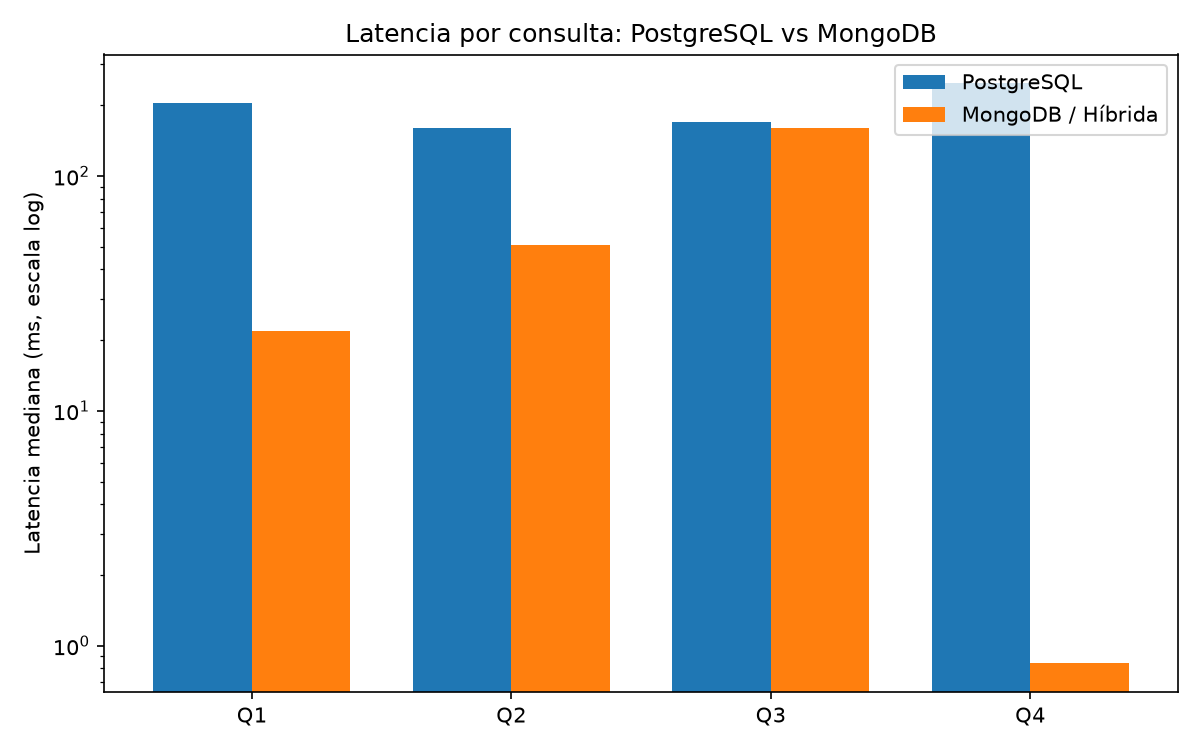 Latencia por consulta: PostgreSQL vs MongoDB
PostgreSQL
MongoDB / Híbrida
Latencia mediana (ms, escala log)
10²
10¹
10⁰
Q1
Q2
Q3
Q4